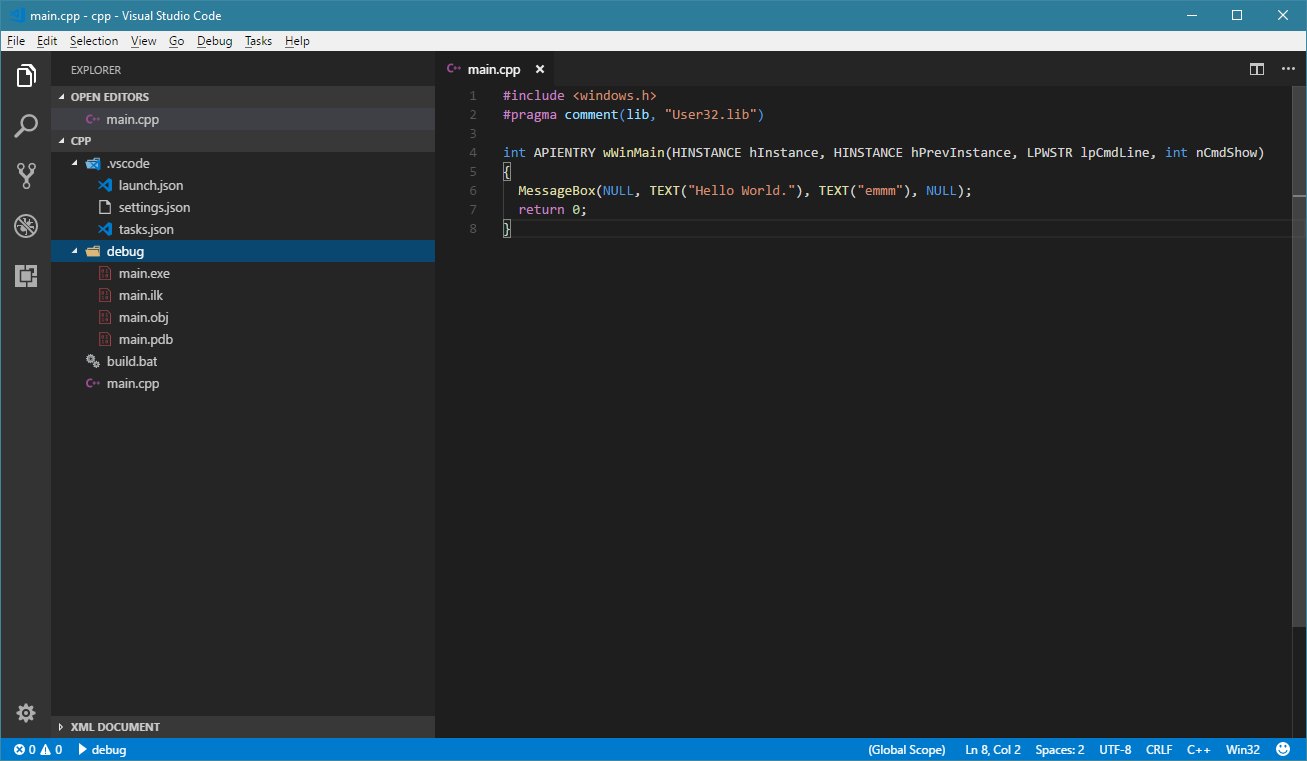 main.cpp - cpp - Visual Studio Code
File Edit Selection View Go Debug Tasks Help
EXPLORER
OPEN EDITORS
C++ main.cpp
CPP
.vscode
launch.json
settings.json
tasks.json
debug
main.exe
main.ilk
main.obj
main.pdb
build.bat
C++ main.cpp
XML DOCUMENT
C++ main.cpp
1 #include <windows.h>
2 #pragma comment(lib, "User32.lib")
3
4 int APIENTRY wWinMain(HINSTANCE hInstance, HINSTANCE hPrevInstance, LPWSTR lpCmdLine, int nCmdShow)
5 {
6 MessageBox(NULL, TEXT("Hello World."), TEXT("emmm"), NULL);
7 return 0;
8 }
0 0 debug (Global Scope) Ln 8, Col 2 Spaces: 2 UTF-8 CRLF C++ Win32